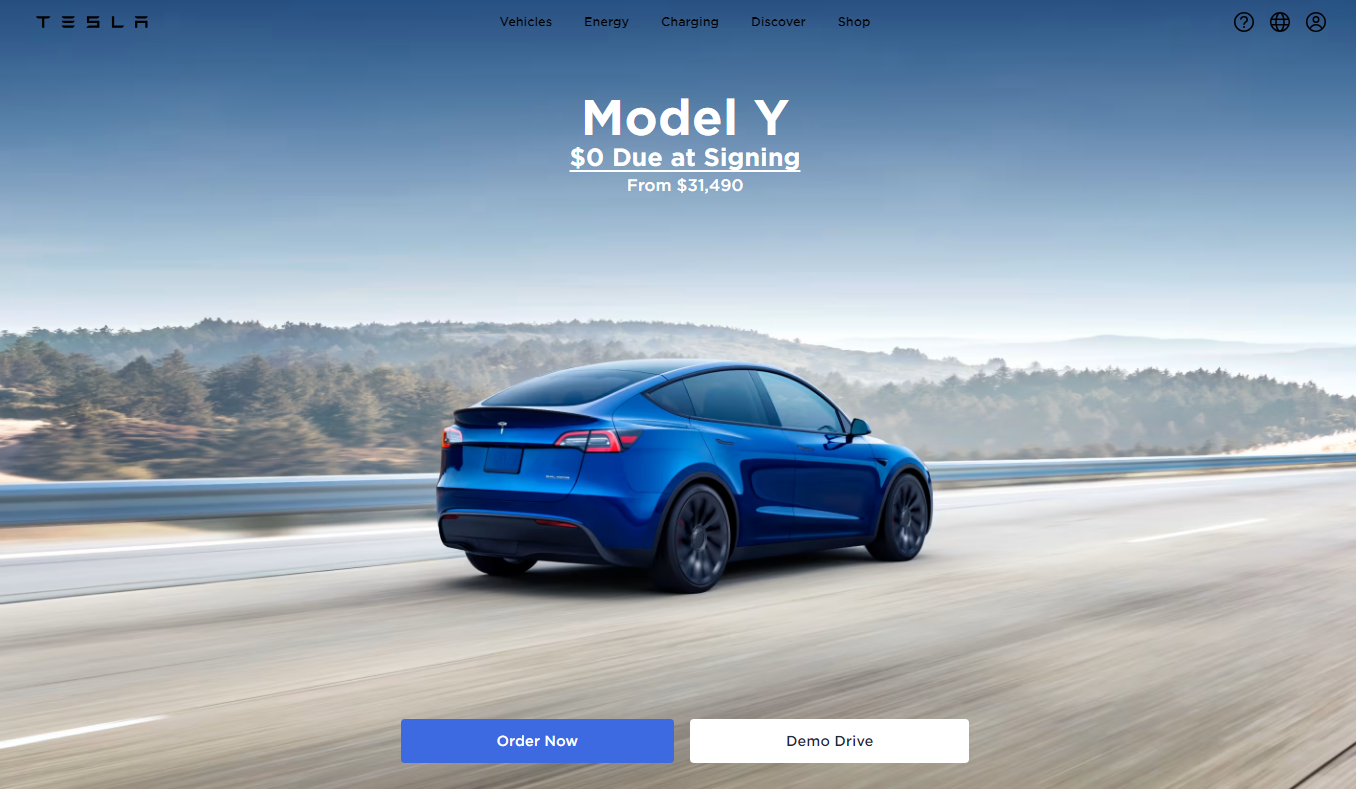 TESLA
Vehicles Energy Charging Discover Shop
Model Y
$0 Due at Signing
From $31,490
Order Now Demo Drive